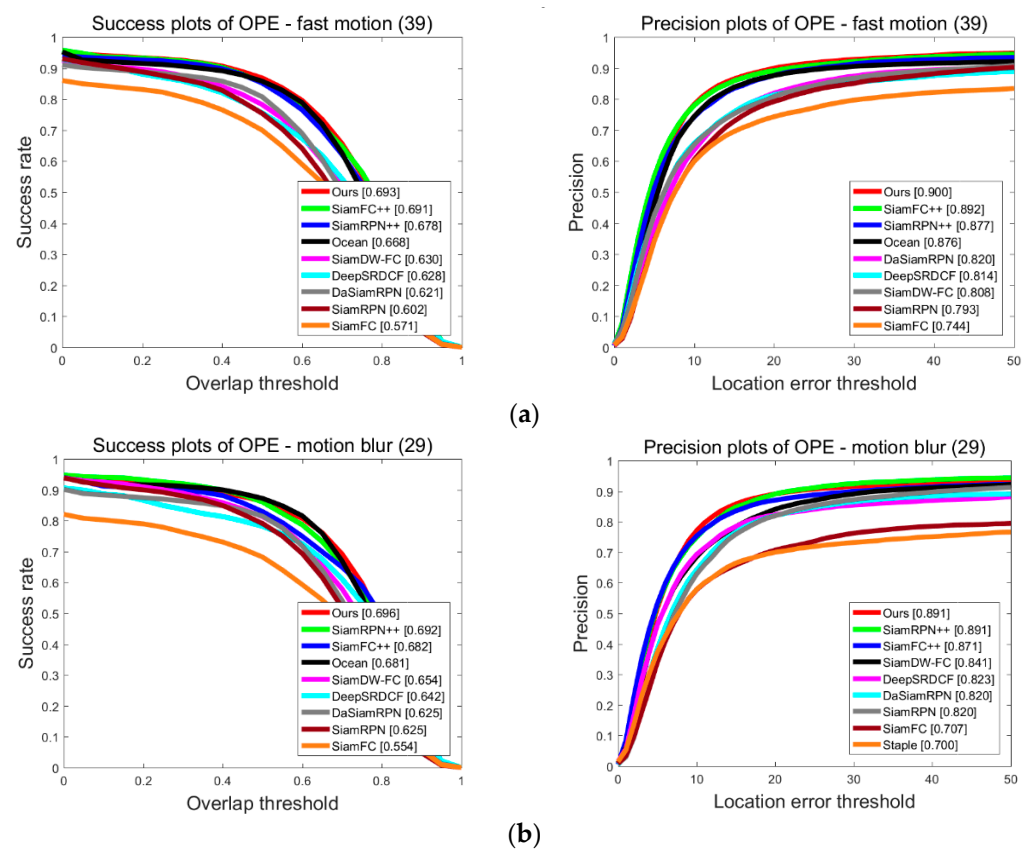 Success plots of OPE - fast motion (39)
1
0.9
0.8
0.7
0.6
0.5
0.4
0.3
0.2
0.1
0
Success rate
Ours [0.693]
SiamFC++ [0.691]
SiamRPN++ [0.678]
Ocean [0.668]
SiamDW-FC [0.630]
DeepSRDCF [0.628]
DaSiamRPN [0.621]
SiamRPN [0.602]
SiamFC [0.571]
0 0.2 0.4 0.6 0.8 1
Overlap threshold
Precision plots of OPE - fast motion (39)
1
0.9
0.8
0.7
0.6
0.5
0.4
0.3
0.2
0.1
0
Precision
Ours [0.900]
SiamFC++ [0.892]
SiamRPN++ [0.877]
Ocean [0.876]
DaSiamRPN [0.820]
DeepSRDCF [0.814]
SiamDW-FC [0.808]
SiamRPN [0.793]
SiamFC [0.744]
0 10 20 30 40 50
Location error threshold
(a)
Success plots of OPE - motion blur (29)
1
0.9
0.8
0.7
0.6
0.5
0.4
0.3
0.2
0.1
0
Success rate
Ours [0.696]
SiamRPN++ [0.692]
SiamFC++ [0.682]
Ocean [0.681]
SiamDW-FC [0.654]
DeepSRDCF [0.642]
DaSiamRPN [0.625]
SiamRPN [0.625]
SiamFC [0.554]
0 0.2 0.4 0.6 0.8 1
Overlap threshold
Precision plots of OPE - motion blur (29)
1
0.9
0.8
0.7
0.6
0.5
0.4
0.3
0.2
0.1
0
Precision
Ours [0.891]
SiamRPN++ [0.891]
SiamFC++ [0.871]
SiamDW-FC [0.841]
DeepSRDCF [0.823]
DaSiamRPN [0.820]
SiamRPN [0.820]
SiamFC [0.707]
Staple [0.700]
0 10 20 30 40 50
Location error threshold
(b)